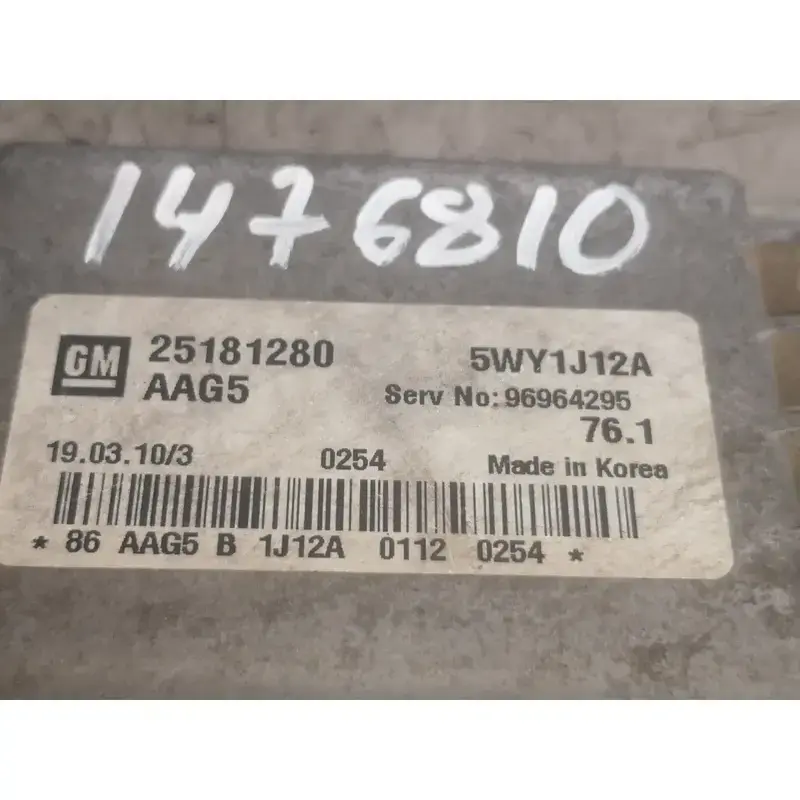 1476810
GM 25181280 5WY1J12A
AAG5 Serv No: 96964295
76.1
19.03.10/3 0254 Made in Korea
* 86 AAG5 B 1J12A 0112 0254 *